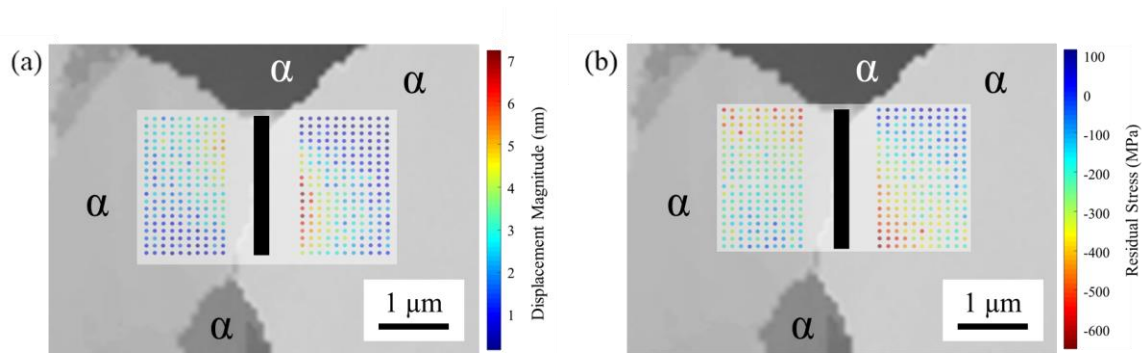 (a)
α
α
α
α
1 μm
7
6
5
4
3
2
1
Displacement Magnitude (nm)
(b)
α
α
α
α
1 μm
100
0
-100
-200
-300
-400
-500
-600
Residual Stress (MPa)